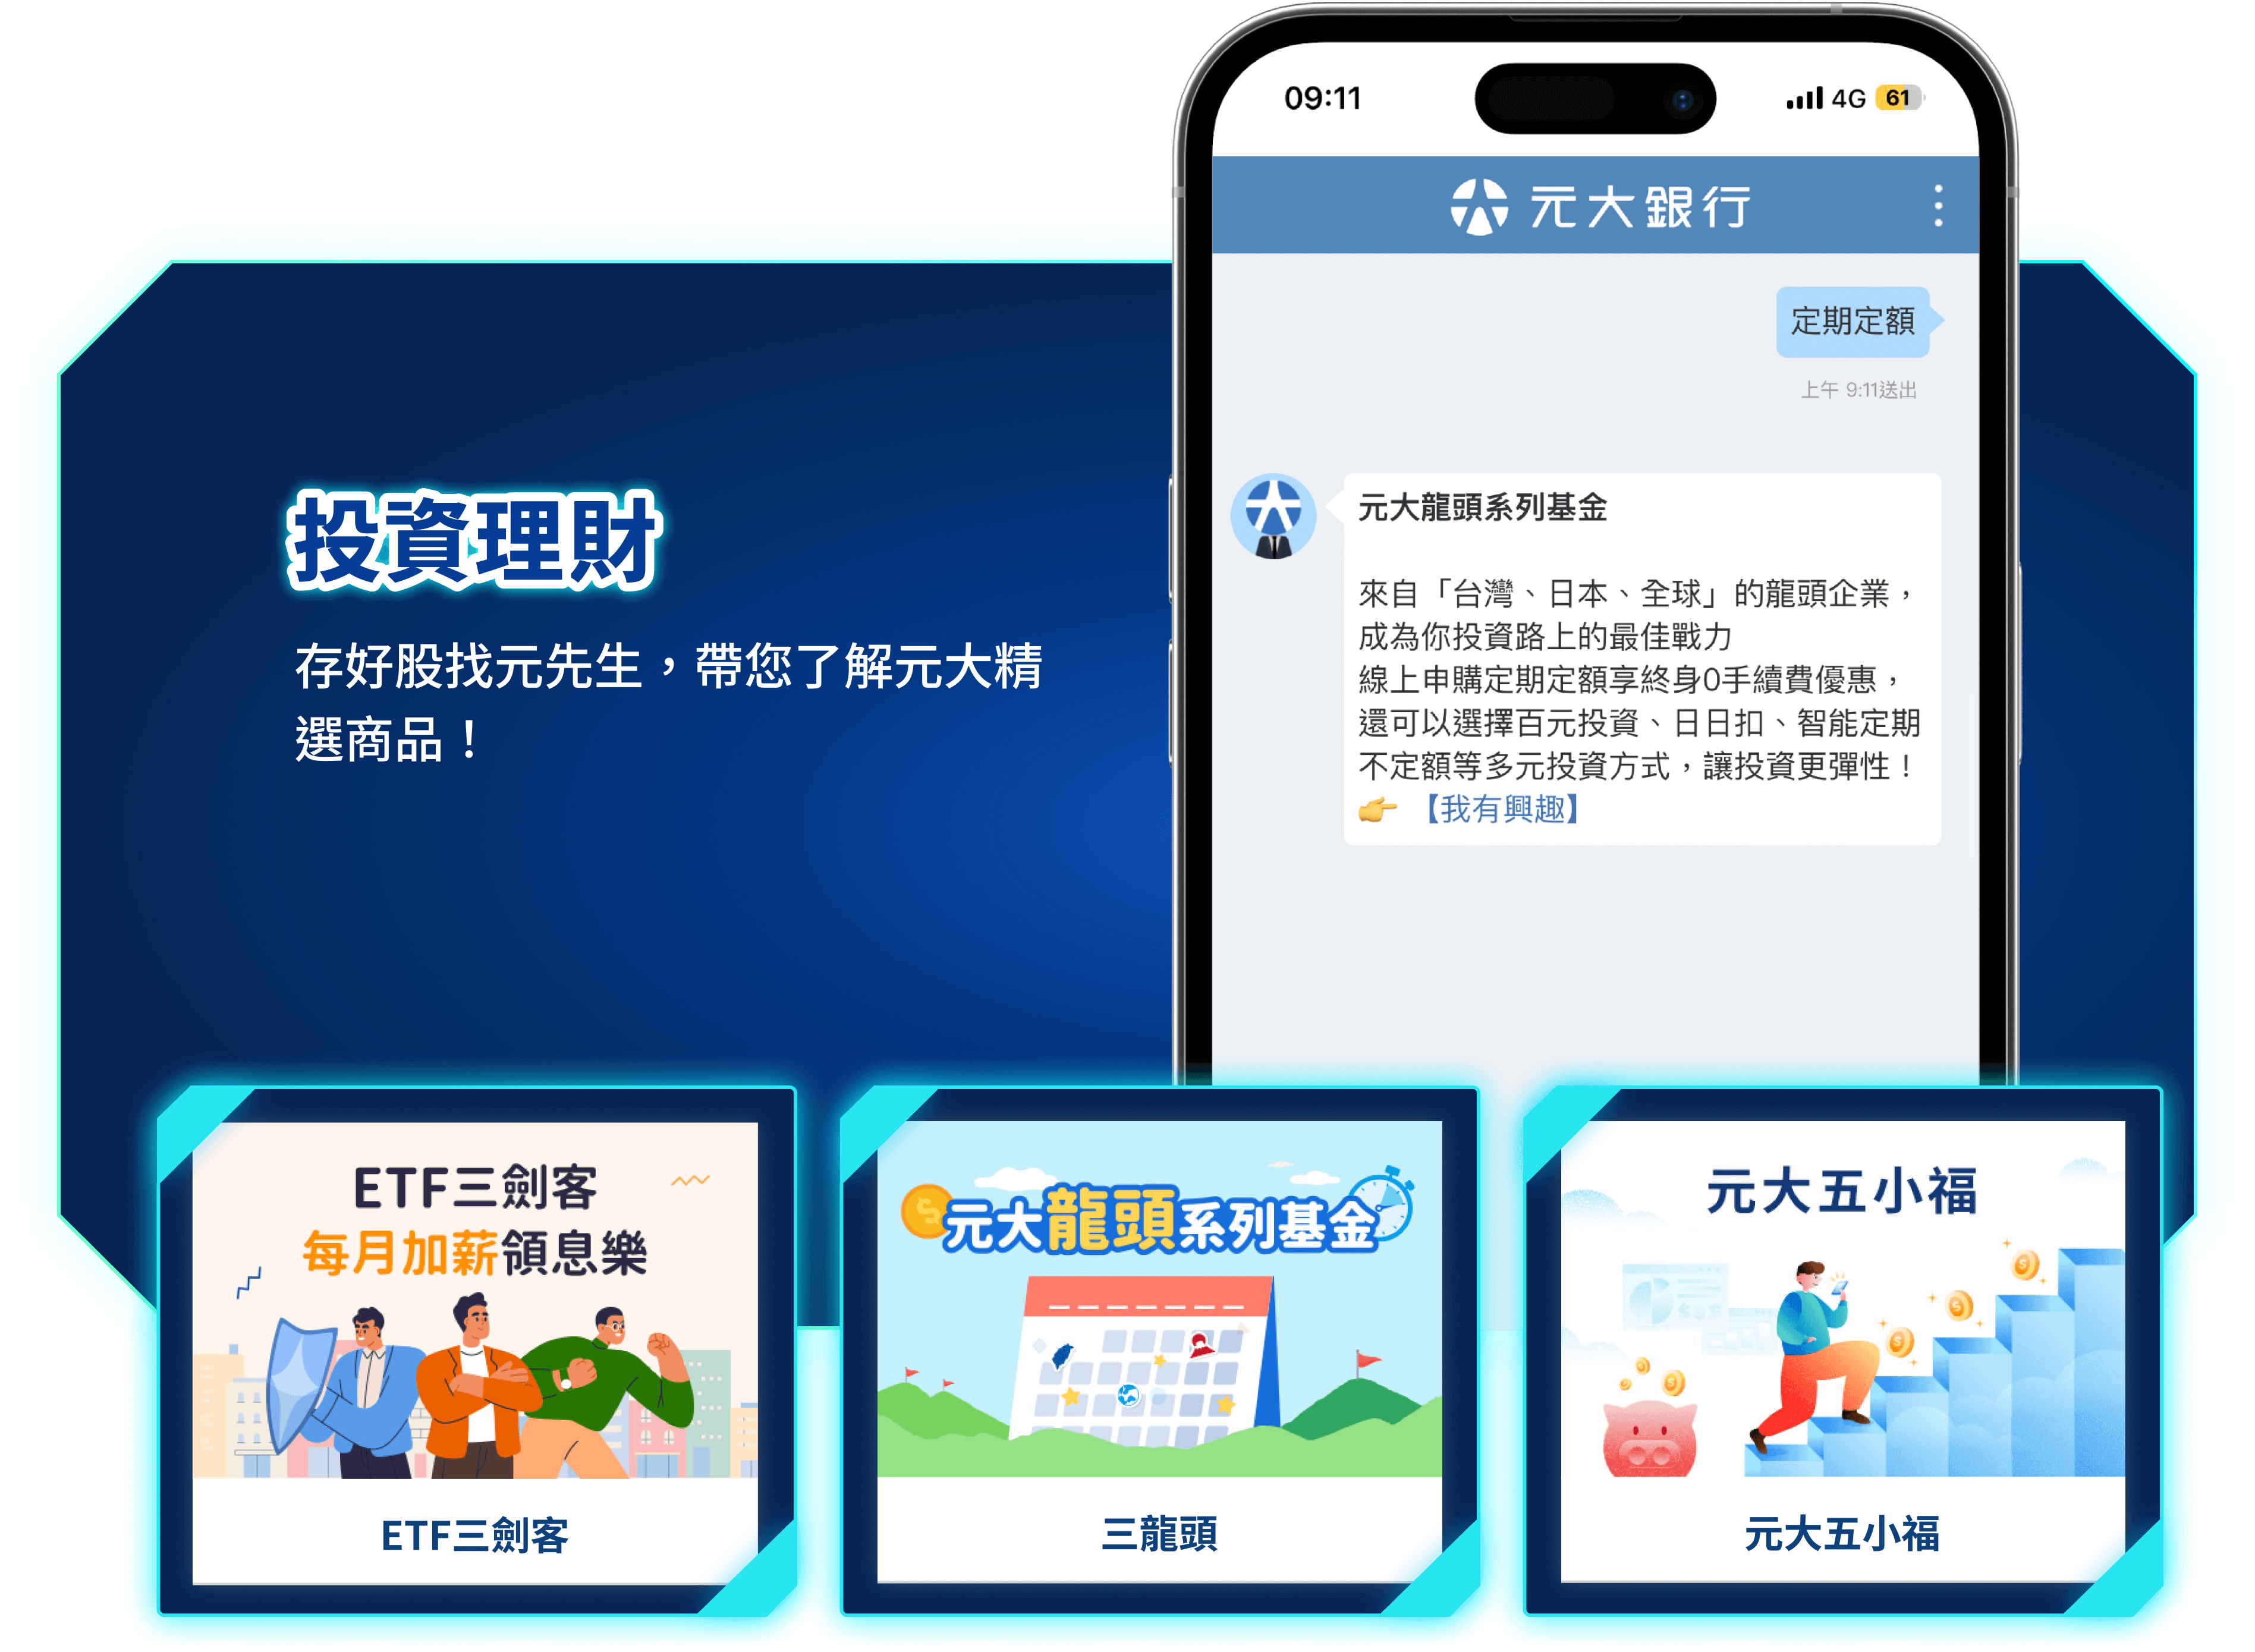 09:11
4G 61
元大銀行
定期定額
上午 9:11送出
投資理財
存好股找元先生，帶您了解元大精
選商品！
元大龍頭系列基金
來自「台灣、日本、全球」的龍頭企業，
成為你投資路上的最佳戰力
線上申購定期定額享終身0手續費優惠，
還可以選擇百元投資、日日扣、智能定期
不定額等多元投資方式，讓投資更彈性！
👉 【我有興趣】
ETF三劍客
每月加薪領息樂
ETF三劍客
元大龍頭系列基金
三龍頭
元大五小福
元大五小福